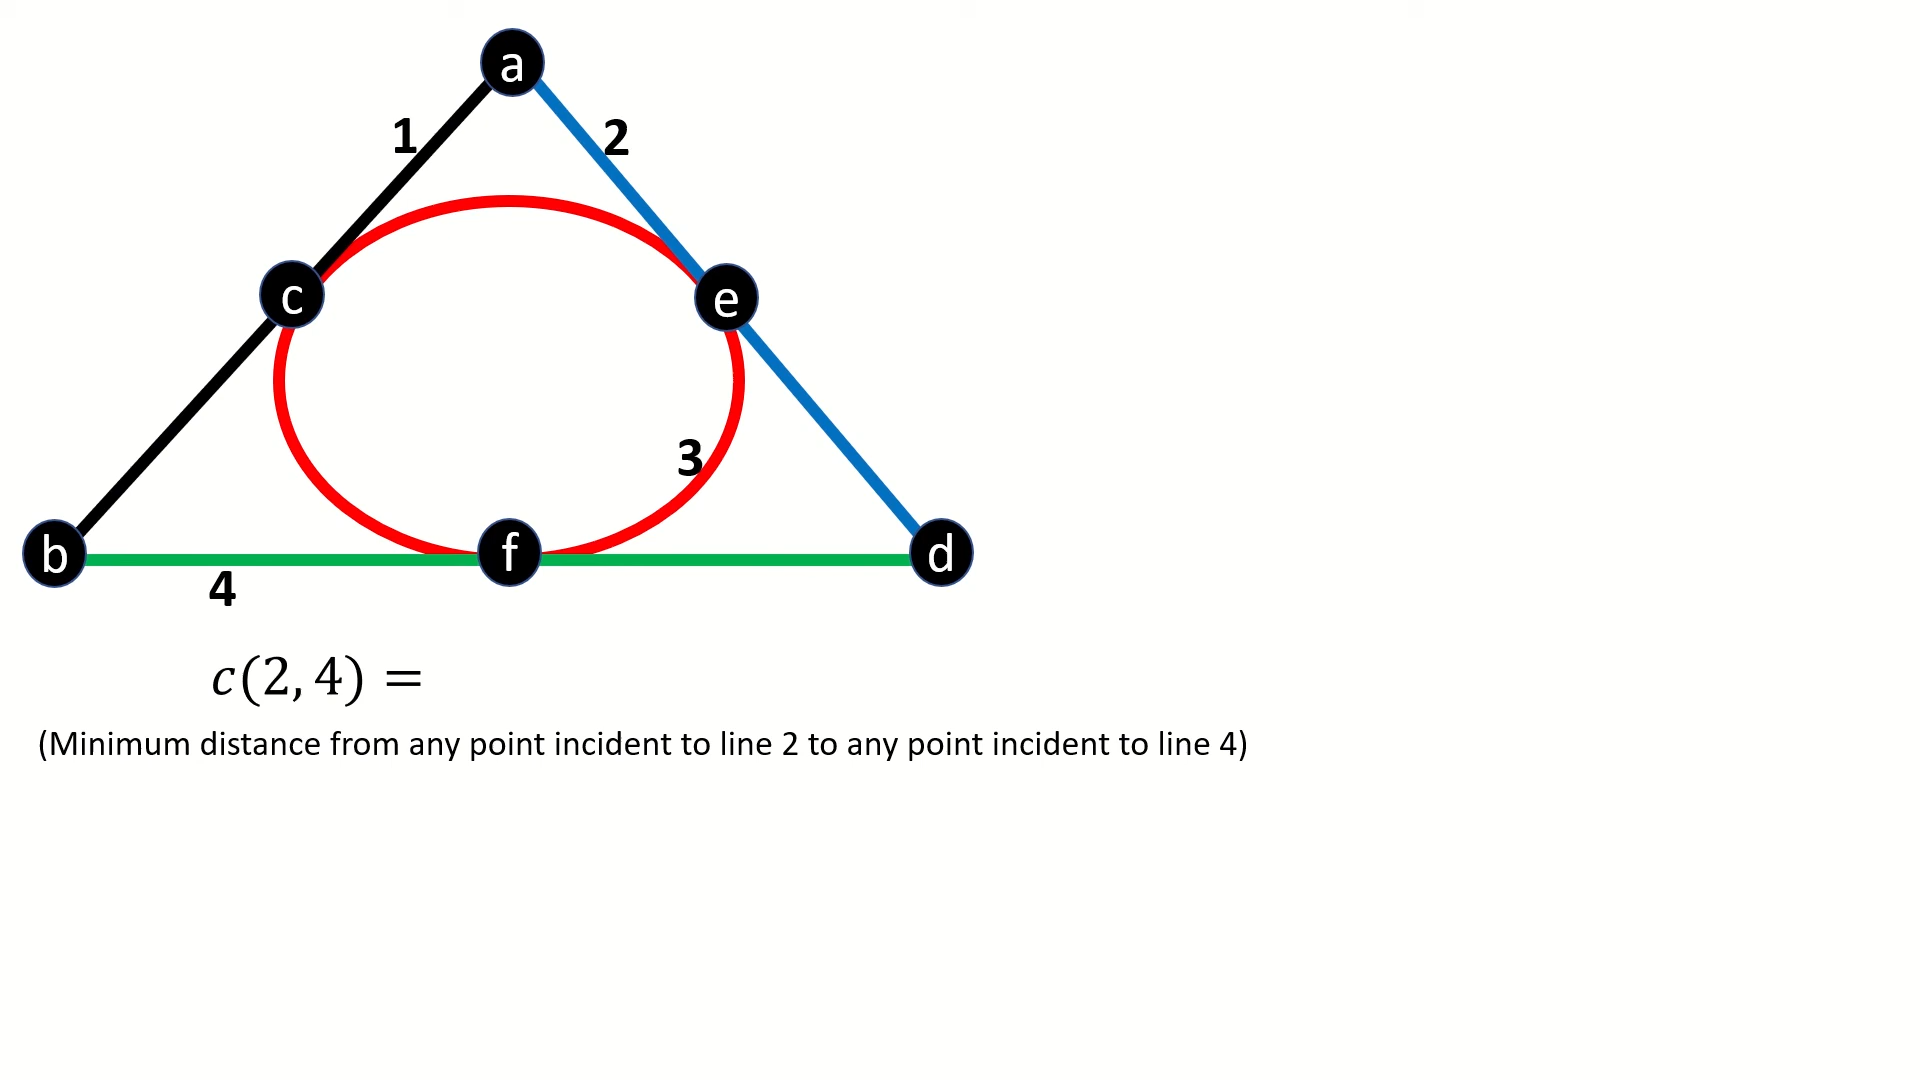 a
1
2
c
e
3
b
f
d
4
c(2,4) =
(Minimum distance from any point incident to line 2 to any point incident to line 4)